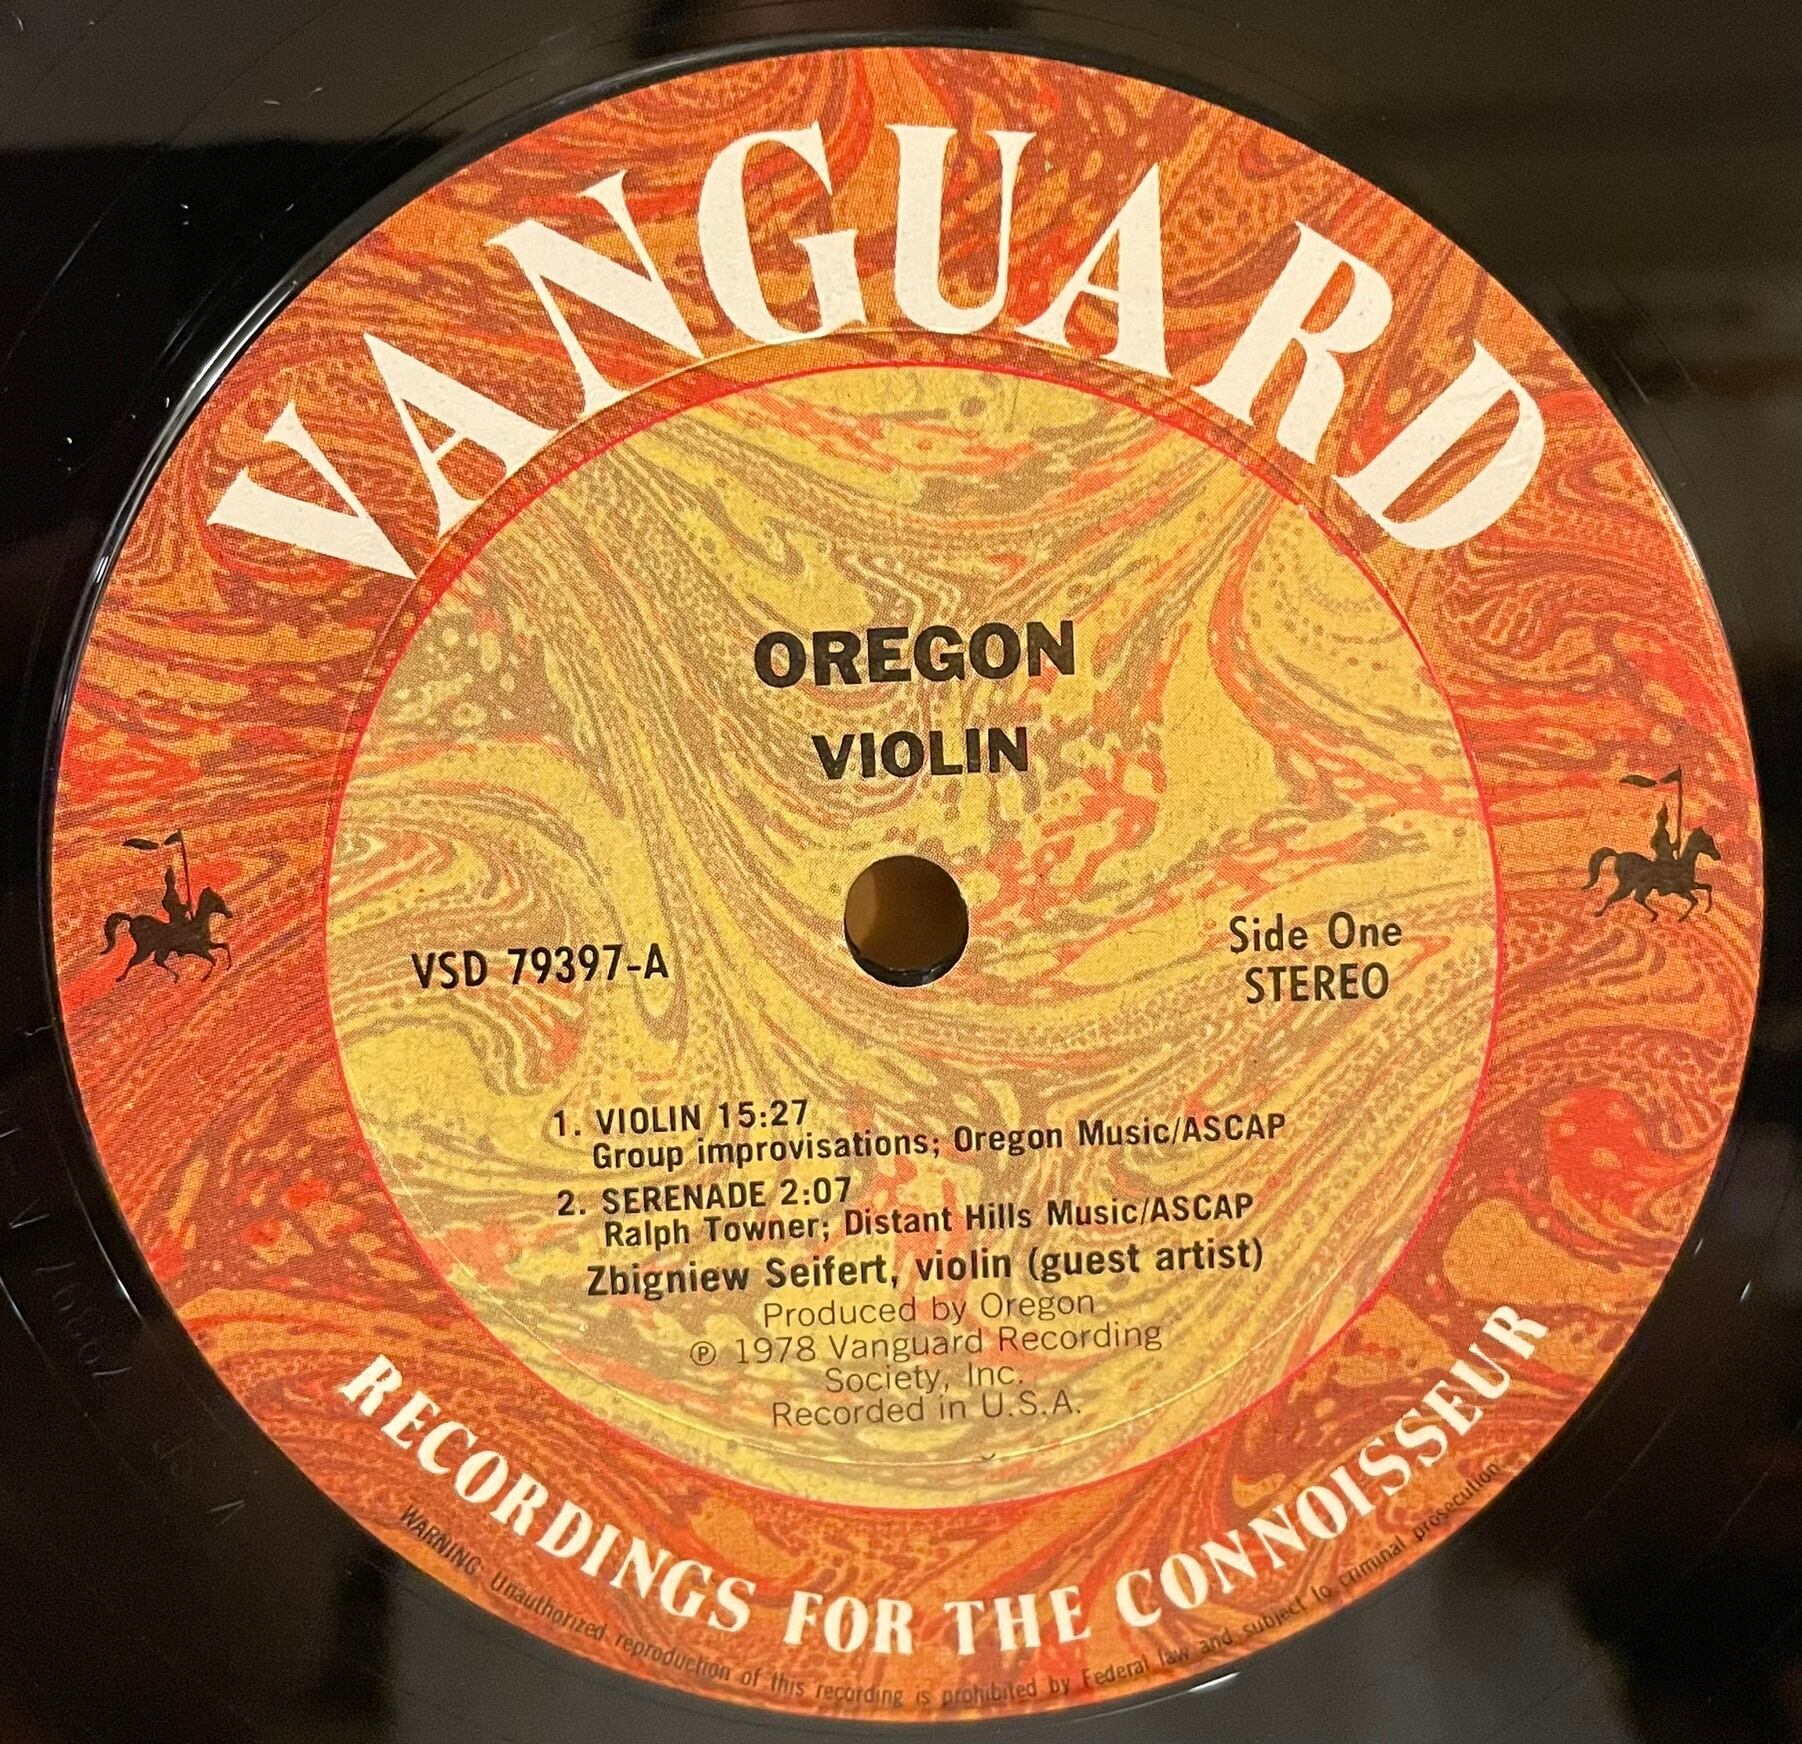 VANGUARD
OREGON
VIOLIN
VSD 79397-A
Side One
STEREO
1. VIOLIN 15:27
Group improvisations; Oregon Music/ASCAP
2. SERENADE 2:07
Ralph Towner; Distant Hills Music/ASCAP
Zbigniew Seifert, violin (guest artist)
Produced by Oregon
℗ 1978 Vanguard Recording
Society, Inc.
Recorded in U.S.A.
RECORDINGS FOR THE CONNOISSEUR
WARNING: Unauthorized reproduction of this recording is prohibited by Federal law and subject to criminal prosecution